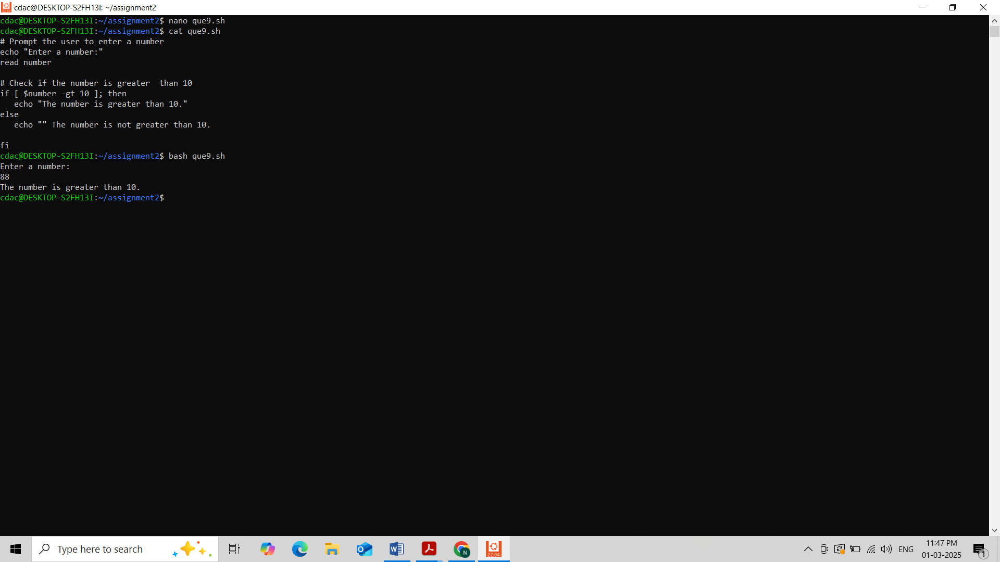 cdac@DESKTOP-S2FH13I: ~/assignment2
cdac@DESKTOP-S2FH13I:~/assignment2$ nano que9.sh
cdac@DESKTOP-S2FH13I:~/assignment2$ cat que9.sh
# Prompt the user to enter a number
echo "Enter a number:"
read number
# Check if the number is greater  than 10
if [ $number -gt 10 ]; then
   echo "The number is greater than 10."
else
   echo "" The number is not greater than 10.
fi
cdac@DESKTOP-S2FH13I:~/assignment2$ bash que9.sh
Enter a number:
88
The number is greater than 10.
cdac@DESKTOP-S2FH13I:~/assignment2$
Type here to search
N
22.04
ENG
11:47 PM
01-03-2025
1